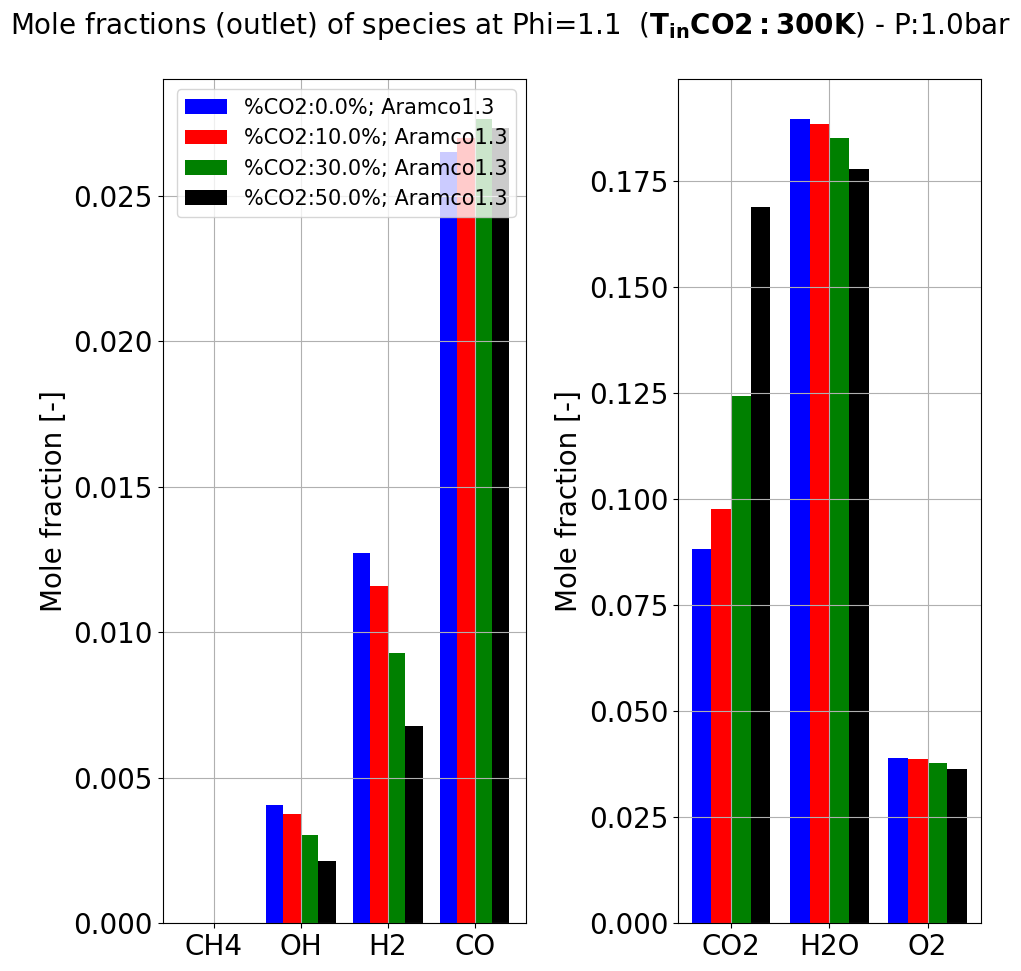 Mole fractions (outlet) of species at Phi=1.1 (TinCO2 : 300K) - P:1.0bar
%CO2:0.0%; Aramco1.3
%CO2:10.0%; Aramco1.3
%CO2:30.0%; Aramco1.3
%CO2:50.0%; Aramco1.3
Mole fraction [-]
0.025
0.020
0.015
0.010
0.005
0.000
CH4 OH H2 CO
Mole fraction [-]
0.175
0.150
0.125
0.100
0.075
0.050
0.025
0.000
CO2 H2O O2